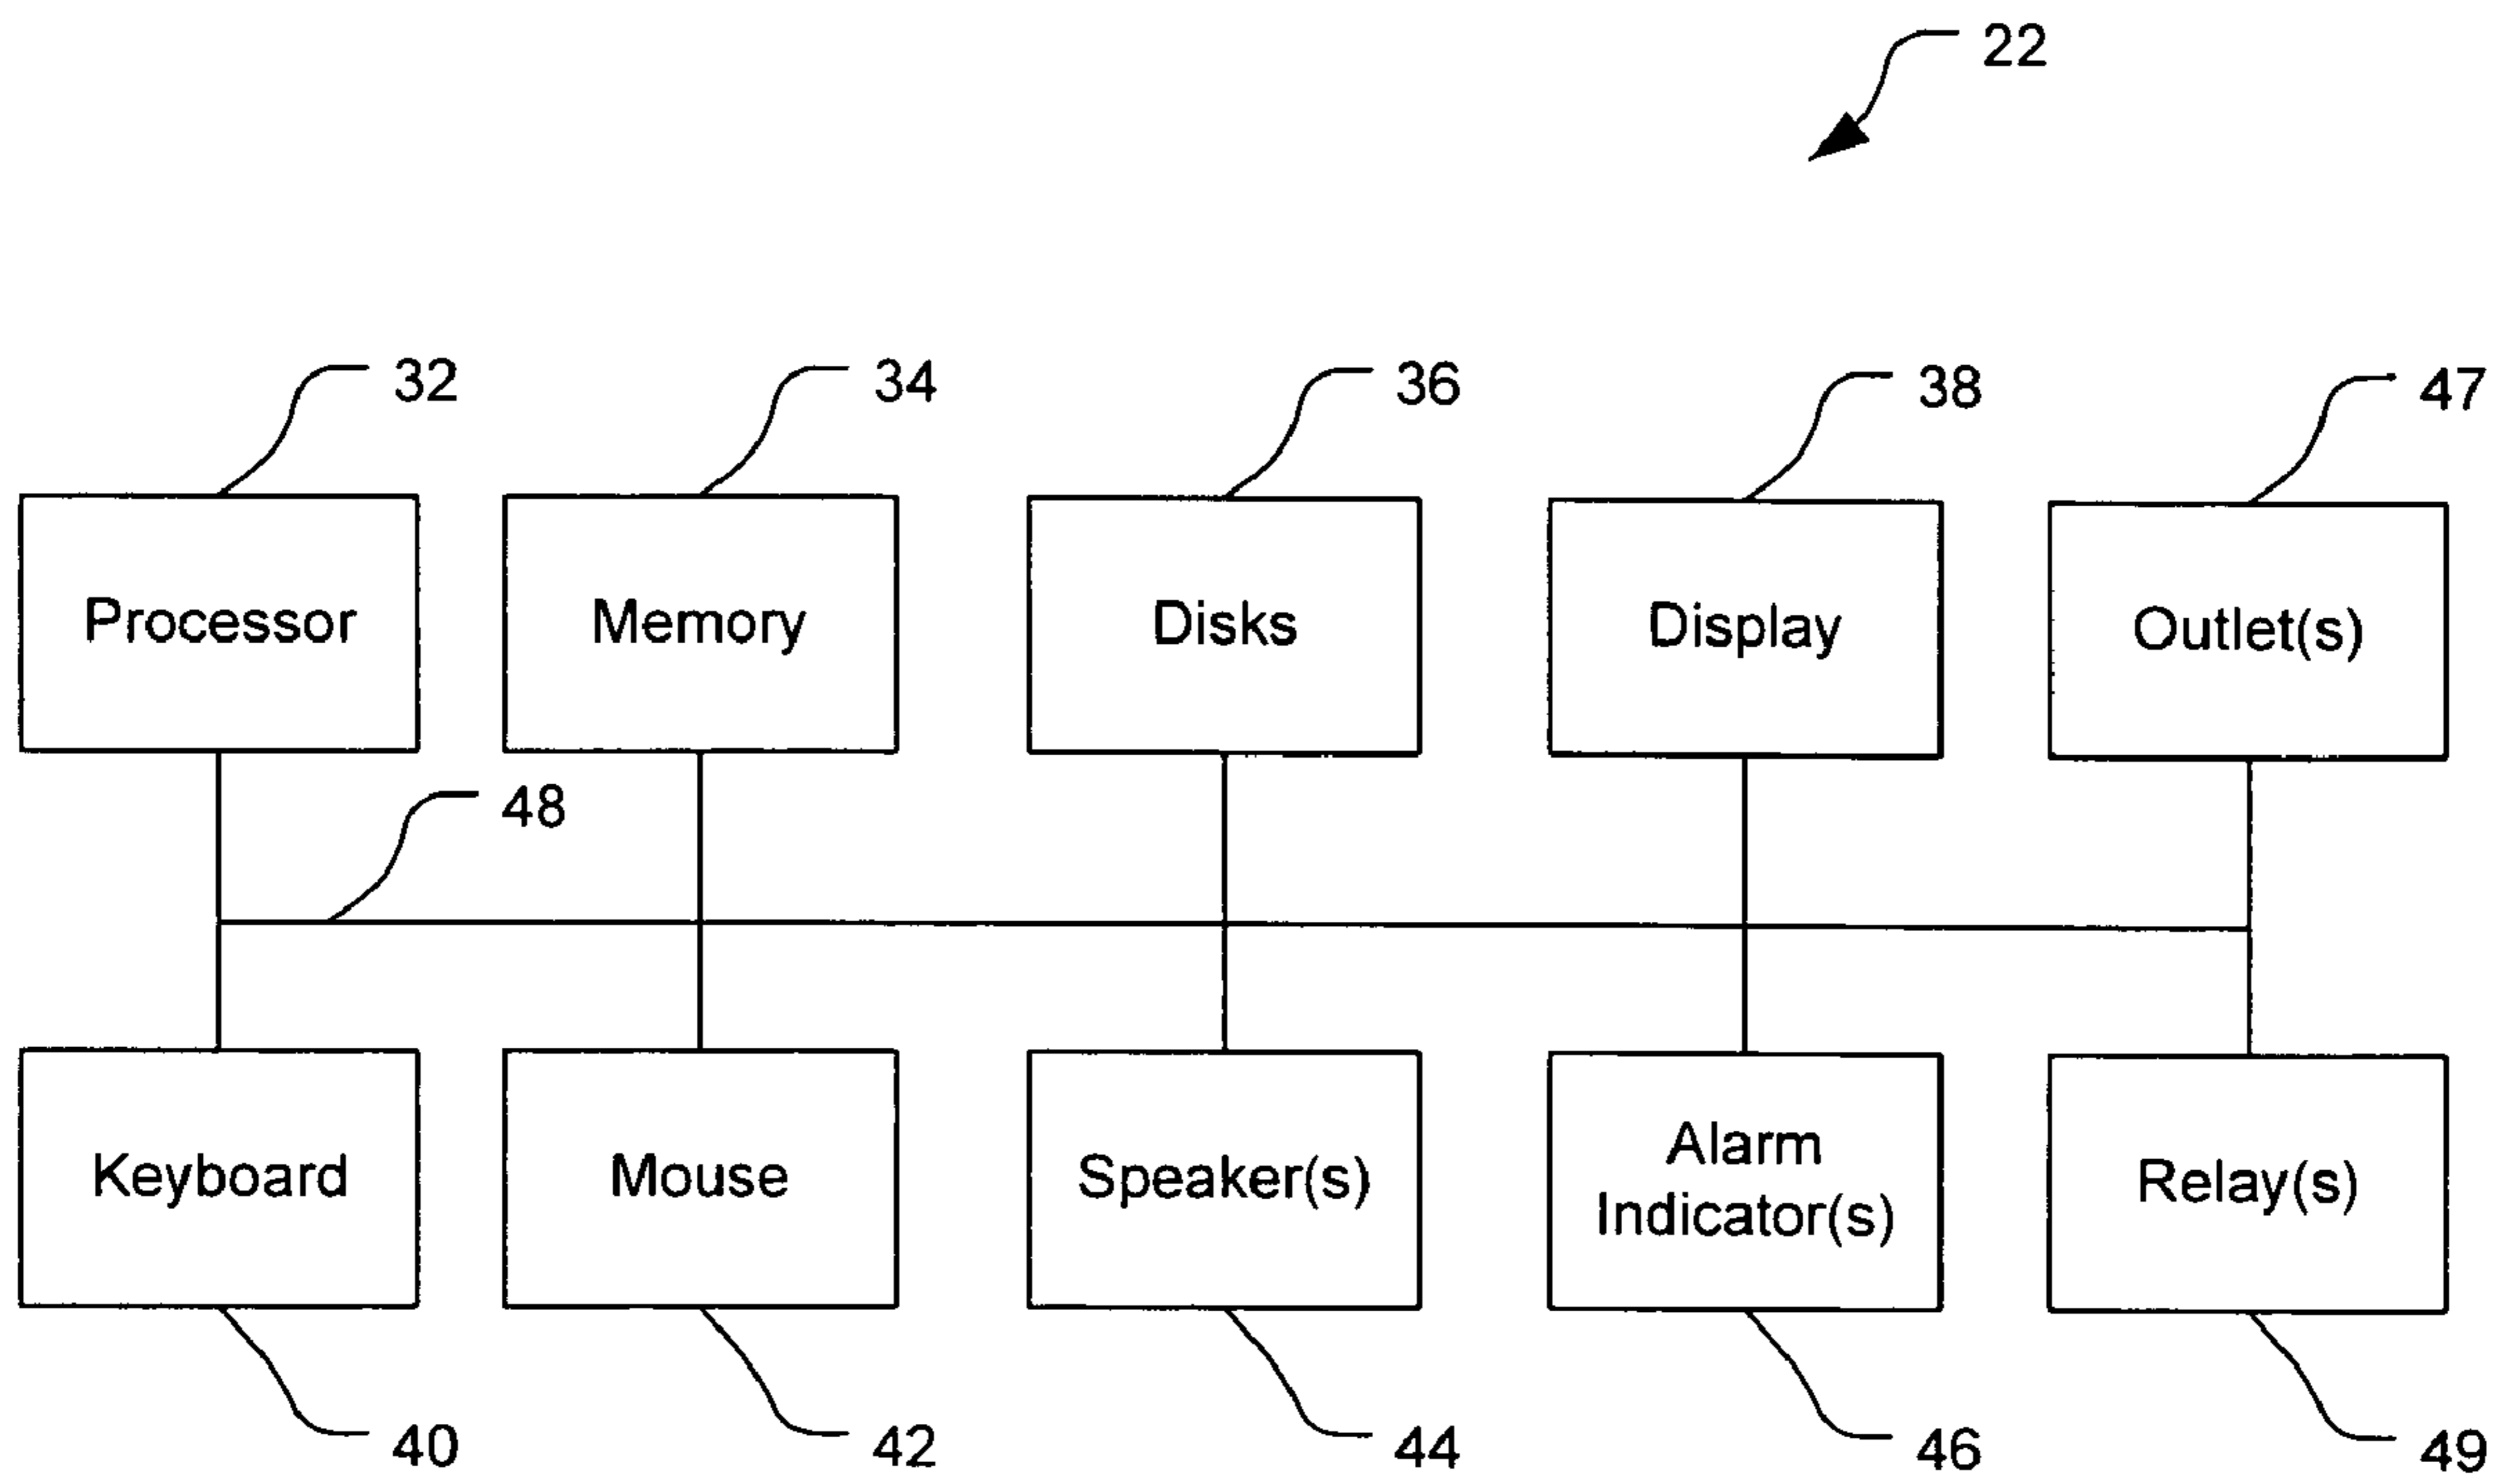 22
32
34
36
38
47
Processor
Memory
Disks
Display
Outlet(s)
48
Keyboard
Mouse
Speaker(s)
Alarm
Indicator(s)
Relay(s)
40
42
44
46
49